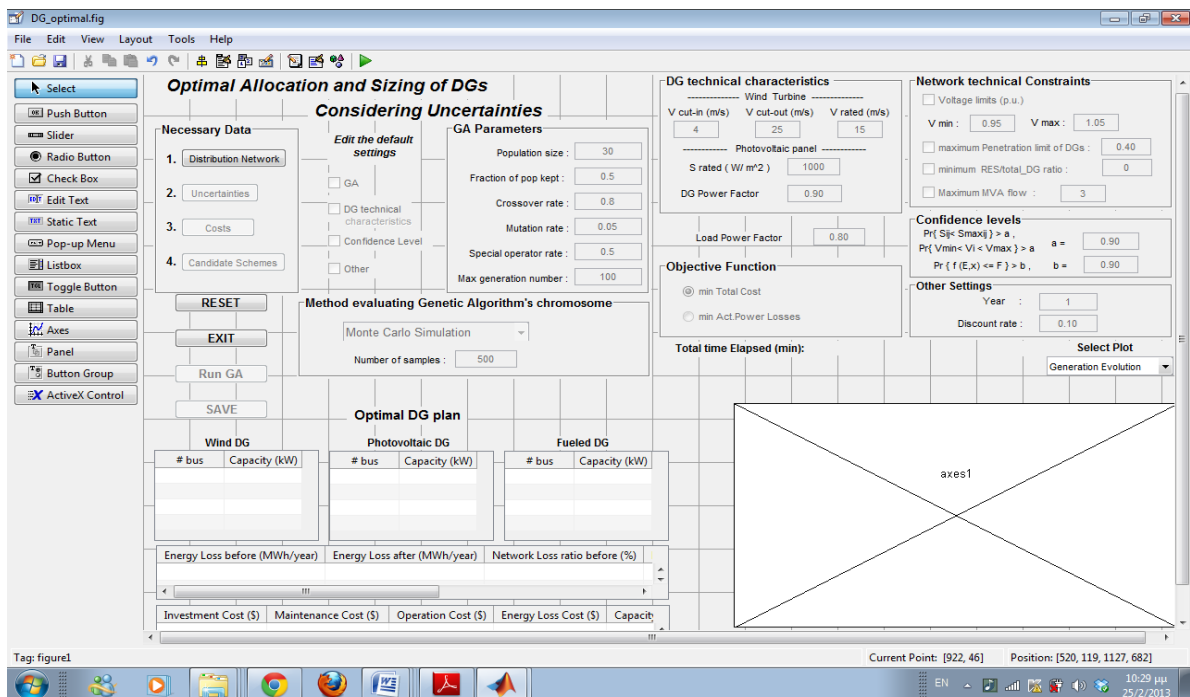 DG_optimal.fig
File Edit View Layout Tools Help
Select
OK Push Button
Slider
Radio Button
Check Box
EDIT Edit Text
TXT Static Text
Pop-up Menu
Listbox
TGL Toggle Button
Table
Axes
Panel
Button Group
ActiveX Control
Optimal Allocation and Sizing of DGs
Considering Uncertainties
Necessary Data
1. Distribution Network
2. Uncertainties
3. Costs
4. Candidate Schemes
Edit the default
settings
GA
DG technical
characteristics
Confidence Level
Other
GA Parameters
Population size : 30
Fraction of pop kept : 0.5
Crossover rate : 0.8
Mutation rate : 0.05
Special operator rate : 0.5
Max generation number : 100
RESET
EXIT
Run GA
SAVE
Method evaluating Genetic Algorithm's chromosome
Monte Carlo Simulation
Number of samples : 500
DG technical characteristics
------------- Wind Turbine -------------
V cut-in (m/s) V cut-out (m/s) V rated (m/s)
4 25 15
----------- Photovoltaic panel -----------
S rated ( W/ m^2 ) 1000
DG Power Factor 0.90
Load Power Factor 0.80
Objective Function
min Total Cost
min Act.Power Losses
Network technical Constraints
Voltage limits (p.u.)
V min : 0.95 V max : 1.05
maximum Penetration limit of DGs : 0.40
minimum RES/total_DG ratio : 0
Maximum MVA flow : 3
Confidence levels
Pr{ Sij< Smaxij } > a ,
Pr{ Vmin< Vi < Vmax } > a a = 0.90
Pr { f (E,x) <= F } > b , b = 0.90
Other Settings
Year : 1
Discount rate : 0.10
Total time Elapsed (min):
Select Plot
Generation Evolution
axes1
Optimal DG plan
Wind DG Photovoltaic DG Fueled DG
# bus Capacity (kW) # bus Capacity (kW) # bus Capacity (kW)
Energy Loss before (MWh/year) Energy Loss after (MWh/year) Network Loss ratio before (%)
Investment Cost ($) Maintenance Cost ($) Operation Cost ($) Energy Loss Cost ($) Capacity
Tag: figure1 Current Point: [922, 46] Position: [520, 119, 1127, 682]
EN 10:29 μμ
25/2/2013